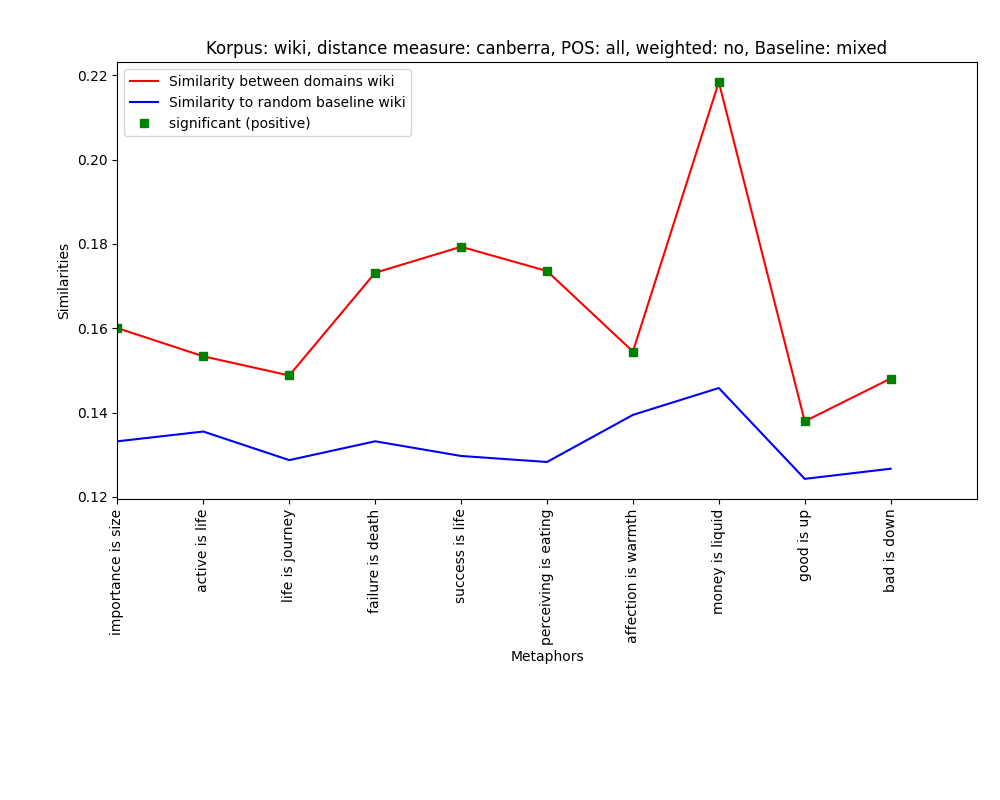 Korpus: wiki, distance measure: canberra, POS: all, weighted: no, Baseline: mixed
Similarity between domains wiki
Similarity to random baseline wiki
significant (positive)
Similarities
0.22
0.20
0.18
0.16
0.14
0.12
importance is size
active is life
life is journey
failure is death
success is life
perceiving is eating
affection is warmth
money is liquid
good is up
bad is down
Metaphors